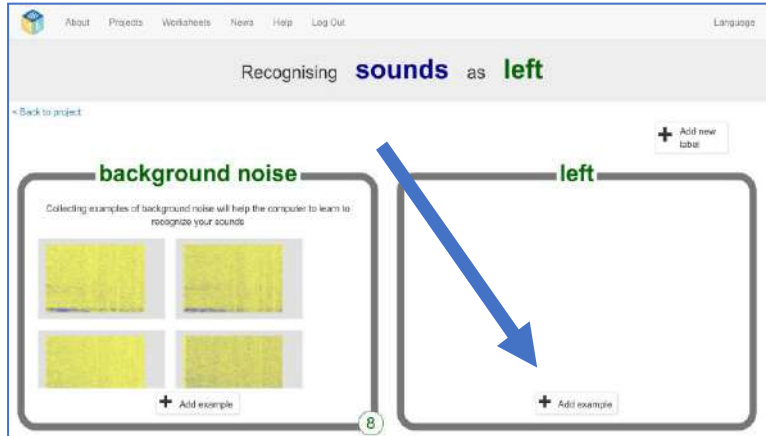 About Projects Worksheets News Help Log Out Language
Recognising sounds as left
< Back to project
+ Add new
label
background noise
left
Collecting examples of background noise will help the computer to learn to
recognize your sounds
+ Add example
8
+ Add example